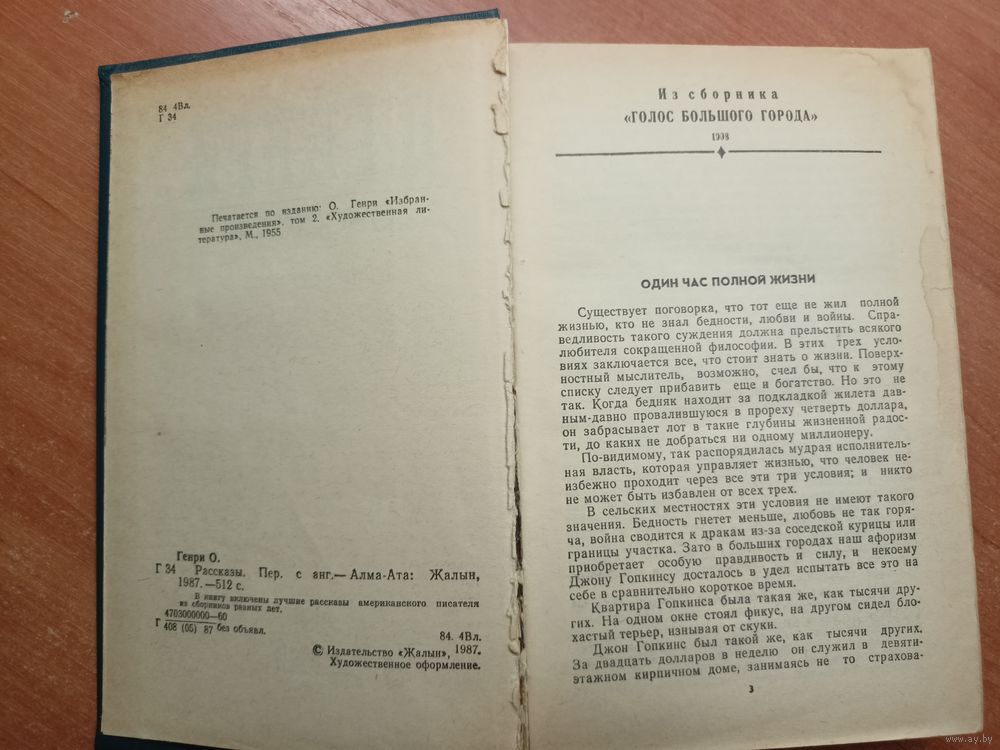 84 4Вл.
Г 34
Печатается по изданию: О. Генри «Избран-
ные произведения», том 2. «Художественная ли-
тература», М., 1955
Генри О.
Г 34 Рассказы. Пер. с анг.— Алма-Ата: Жалын,
1987.—512 с.
В книгу включены лучшие рассказы американского писателя
из сборников разных лет.
4703000000—60
Г 408 (05) 87 без объявл.
84. 4Вл.
© Издательство «Жалын», 1987.
Художественное оформление.
Из сборника
«ГОЛОС БОЛЬШОГО ГОРОДА»
1908
ОДИН ЧАС ПОЛНОЙ ЖИЗНИ
Существует поговорка, что тот еще не жил полной
жизнью, кто не знал бедности, любви и войны. Спра-
ведливость такого суждения должна прельстить всякого
любителя сокращенной философии. В этих трех усло-
виях заключается все, что стоит знать о жизни. Поверх-
ностный мыслитель, возможно, счел бы, что к этому
списку следует прибавить еще и богатство. Но это не
так. Когда бедняк находит за подкладкой жилета дав-
ным-давно провалившуюся в прореху четверть доллара,
он забрасывает лот в такие глубины жизненной радос-
ти, до каких не добраться ни одному миллионеру.
По-видимому, так распорядилась мудрая исполнитель-
ная власть, которая управляет жизнью, что человек не-
избежно проходит через все эти три условия; и никто
не может быть избавлен от всех трех.
В сельских местностях эти условия не имеют такого
значения. Бедность гнетет меньше, любовь не так горя-
ча, война сводится к дракам из-за соседской курицы или
границы участка. Зато в больших городах наш афоризм
приобретает особую правдивость и силу, и некоему
Джону Гопкинсу досталось в удел испытать все это на
себе в сравнительно короткое время.
Квартира Гопкинса была такая же, как тысячи дру-
гих. На одном окне стоял фикус, на другом сидел бло-
хастый терьер, изнывая от скуки.
Джон Гопкинс был такой же, как тысячи других.
За двадцать долларов в неделю он служил в девяти-
этажном кирпичном доме, занимаясь не то страхова-
3
www.ay.by